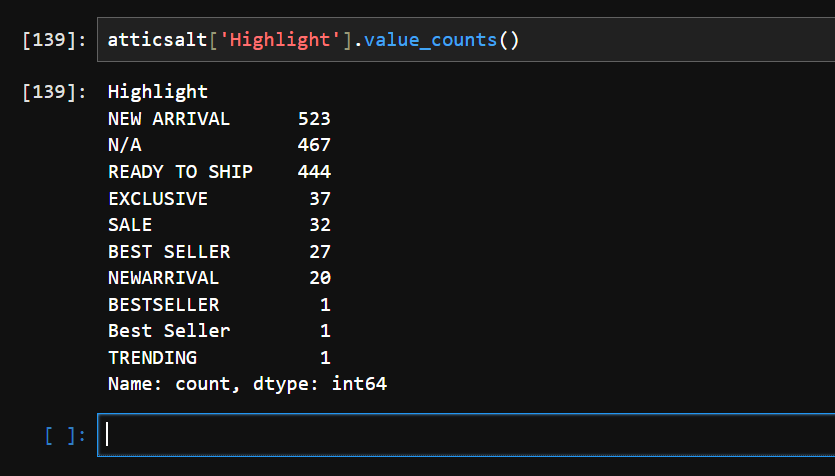 [139]: atticsalt['Highlight'].value_counts()
[139]: Highlight
NEW ARRIVAL 523
N/A 467
READY TO SHIP 444
EXCLUSIVE 37
SALE 32
BEST SELLER 27
NEWARRIVAL 20
BESTSELLER 1
Best Seller 1
TRENDING 1
Name: count, dtype: int64
[ ]: